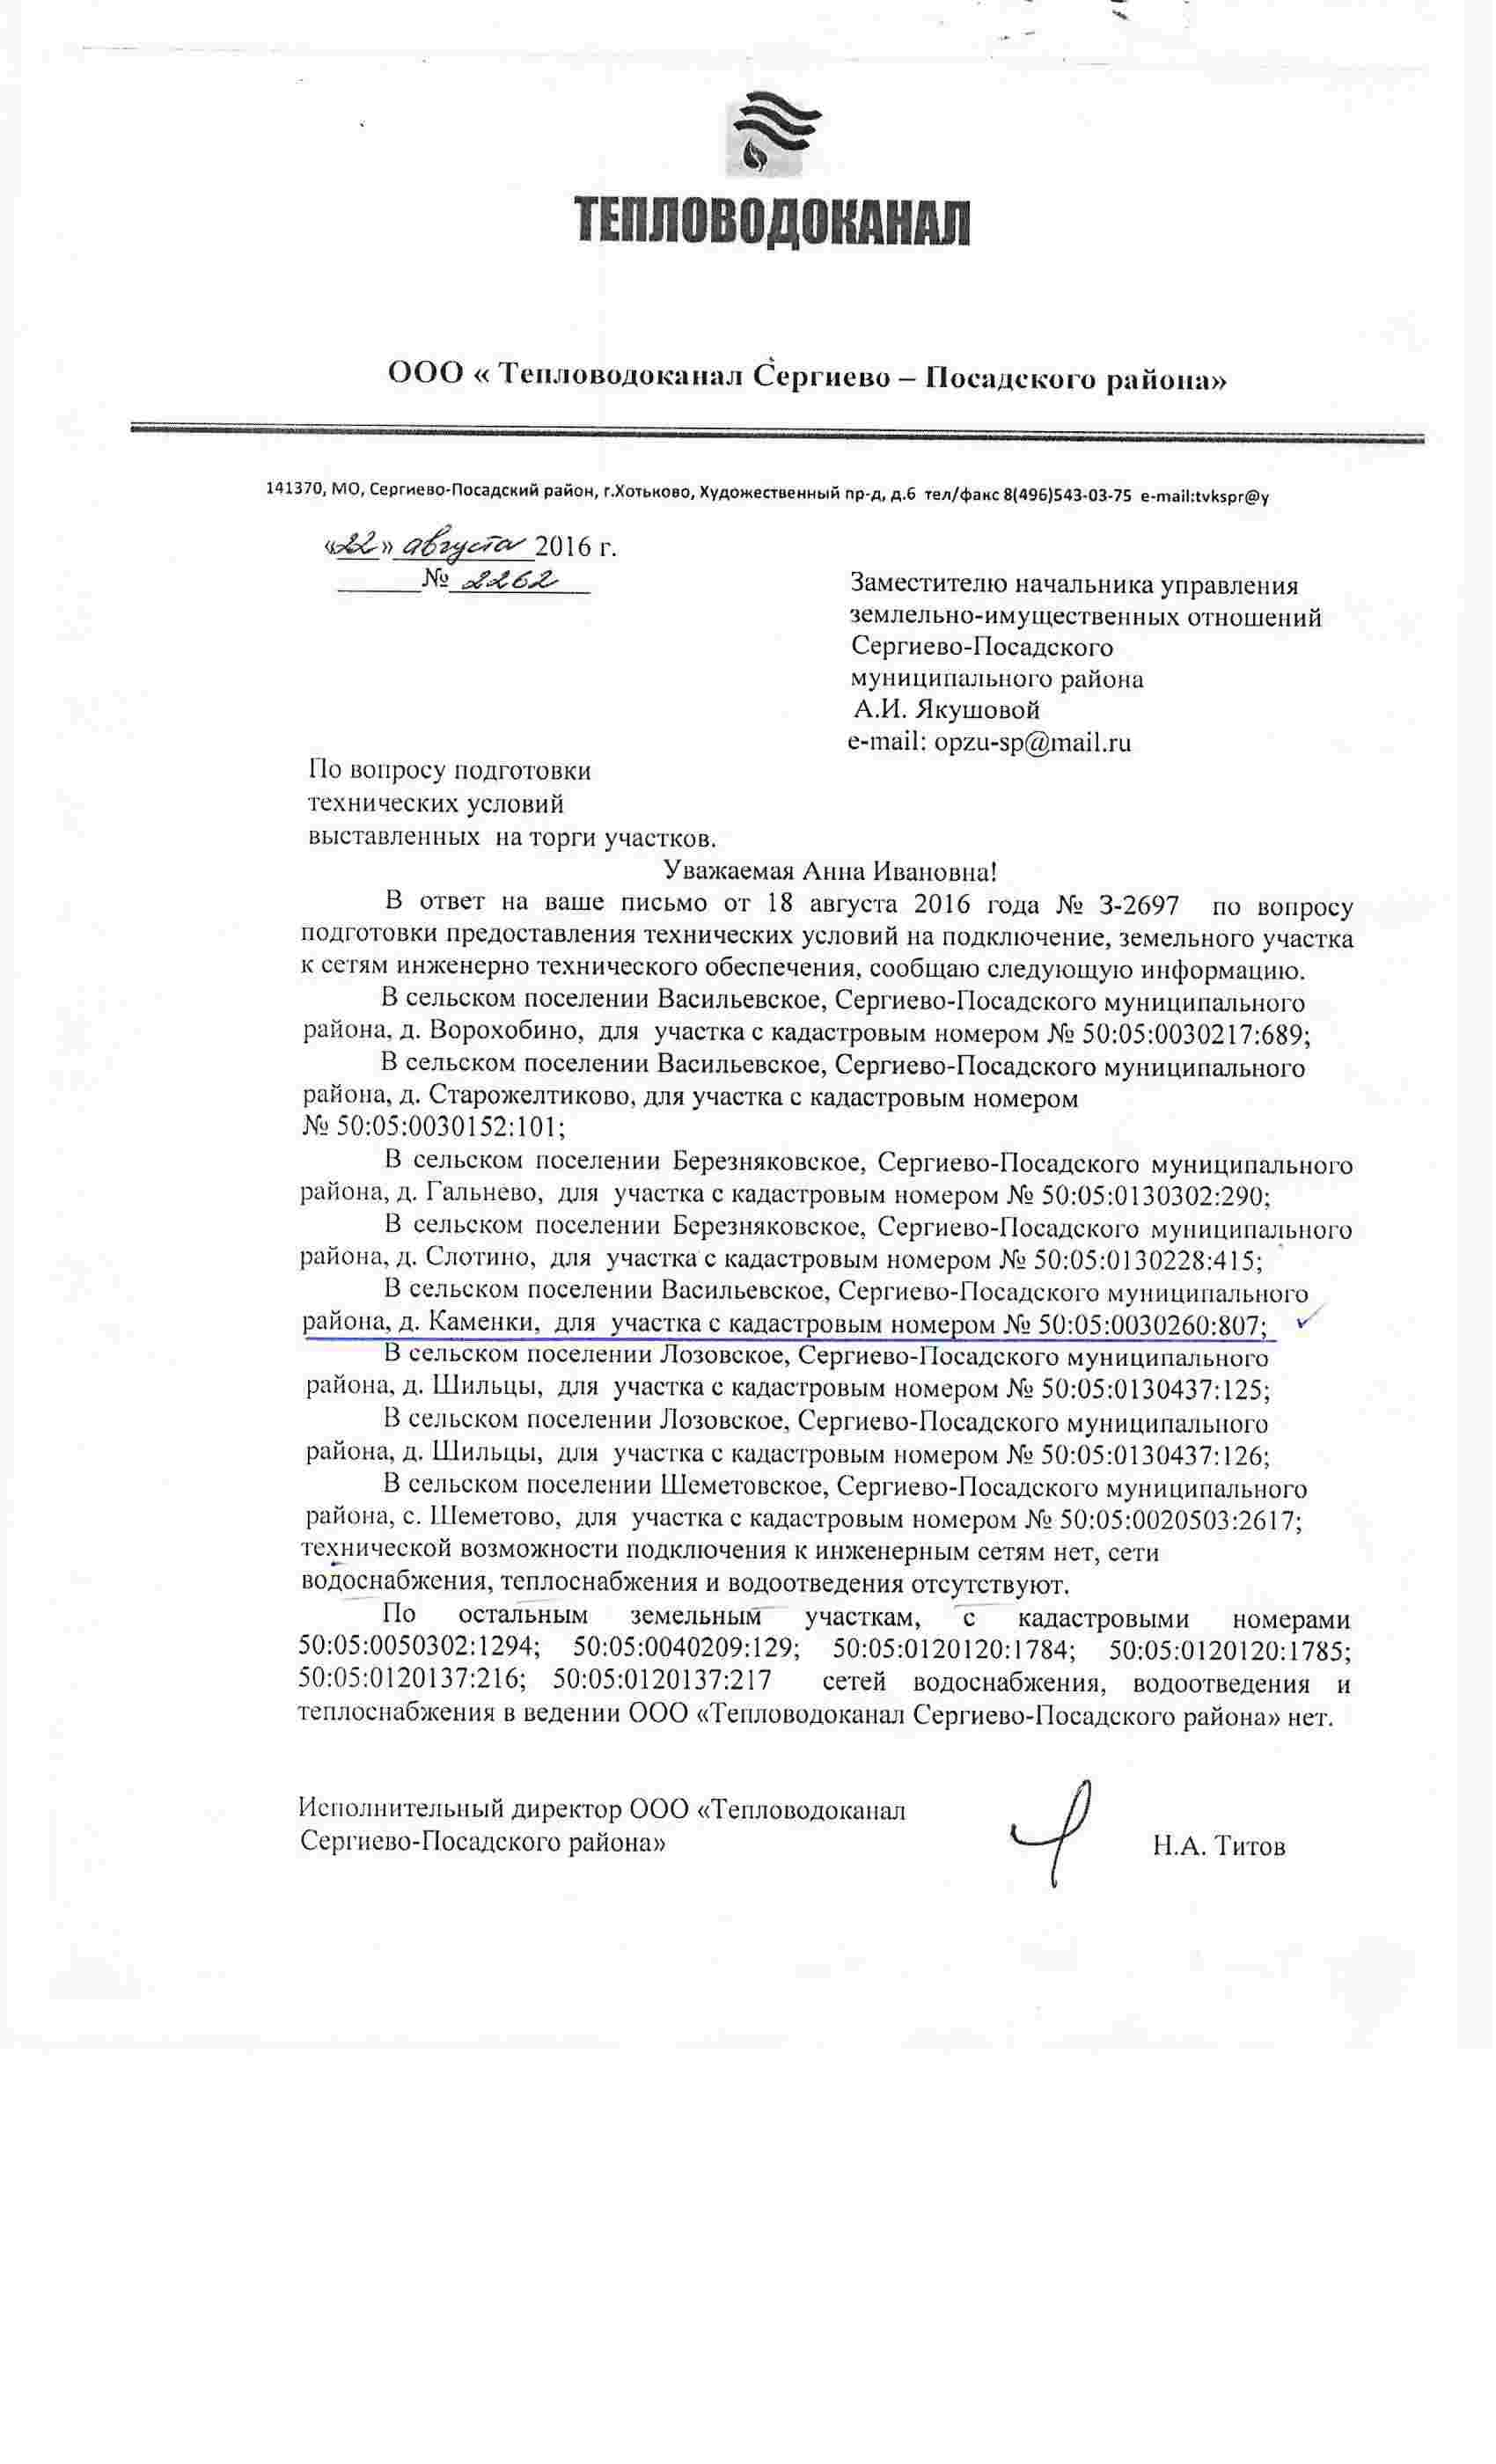 ТЕПЛОВОДОКАНАЛ
ООО « Тепловодоканал Сергиево – Посадского района»
141370, МО, Сергиево-Посадский район, г.Хотьково, Художественный пр-д, д.6 тел/факс 8(496)543-03-75 e-mail:tvkspr@y
«22» августа 2016 г.
№ 2262
Заместителю начальника управления
землельно-имущественных отношений
Сергиево-Посадского
муниципального района
А.И. Якушовой
e-mail: opzu-sp@mail.ru
По вопросу подготовки
технических условий
выставленных на торги участков.
Уважаемая Анна Ивановна!
В ответ на ваше письмо от 18 августа 2016 года № З-2697 по вопросу
подготовки предоставления технических условий на подключение, земельного участка
к сетям инженерно технического обеспечения, сообщаю следующую информацию.
В сельском поселении Васильевское, Сергиево-Посадского муниципального
района, д. Ворохобино, для участка с кадастровым номером № 50:05:0030217:689;
В сельском поселении Васильевское, Сергиево-Посадского муниципального
района, д. Старожелтиково, для участка с кадастровым номером
№ 50:05:0030152:101;
В сельском поселении Березняковское, Сергиево-Посадского муниципального
района, д. Гальнево, для участка с кадастровым номером № 50:05:0130302:290;
В сельском поселении Березняковское, Сергиево-Посадского муниципального
района, д. Слотино, для участка с кадастровым номером № 50:05:0130228:415;
В сельском поселении Васильевское, Сергиево-Посадского муниципального
района, д. Каменки, для участка с кадастровым номером № 50:05:0030260:807;
В сельском поселении Лозовское, Сергиево-Посадского муниципального
района, д. Шильцы, для участка с кадастровым номером № 50:05:0130437:125;
В сельском поселении Лозовское, Сергиево-Посадского муниципального
района, д. Шильцы, для участка с кадастровым номером № 50:05:0130437:126;
В сельском поселении Шеметовское, Сергиево-Посадского муниципального
района, с. Шеметово, для участка с кадастровым номером № 50:05:0020503:2617;
технической возможности подключения к инженерным сетям нет, сети
водоснабжения, теплоснабжения и водоотведения отсутствуют.
По остальным земельным участкам, с кадастровыми номерами
50:05:0050302:1294; 50:05:0040209:129; 50:05:0120120:1784; 50:05:0120120:1785;
50:05:0120137:216; 50:05:0120137:217 сетей водоснабжения, водоотведения и
теплоснабжения в ведении ООО «Тепловодоканал Сергиево-Посадского района» нет.
Исполнительный директор ООО «Тепловодоканал
Сергиево-Посадского района»
Н.А. Титов